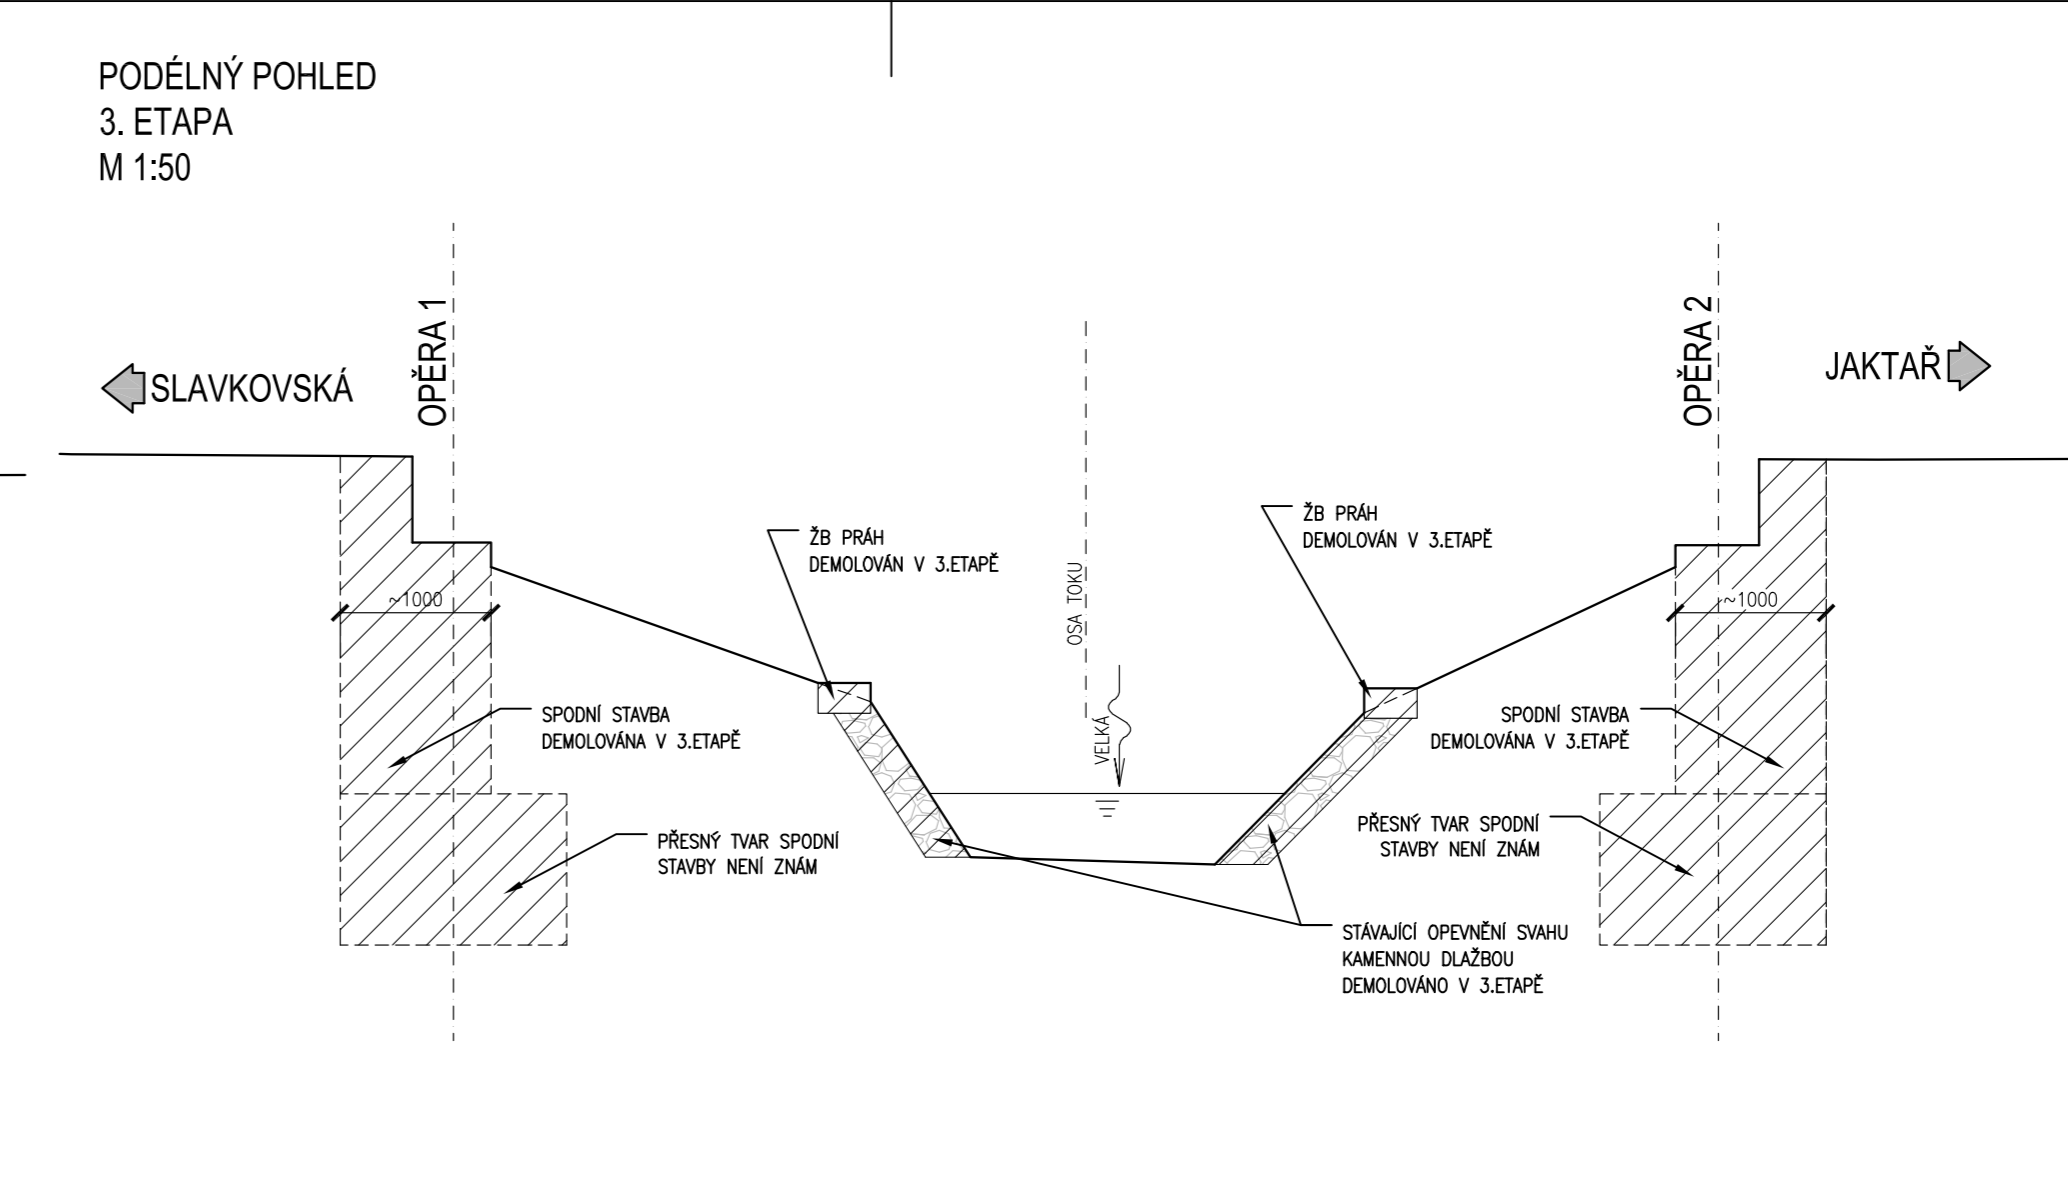 PODÉLNÝ POHLED
3. ETAPA
M 1:50
OPĚRA 1
OPĚRA 2
SLAVKOVSKÁ
JAKTAŘ
ŽB PRÁH
DEMOLOVÁN V 3.ETAPĚ
ŽB PRÁH
DEMOLOVÁN V 3.ETAPĚ
OSA TOKU
~1000
~1000
VELKÁ
SPODNÍ STAVBA
DEMOLOVÁNA V 3.ETAPĚ
SPODNÍ STAVBA
DEMOLOVÁNA V 3.ETAPĚ
PŘESNÝ TVAR SPODNÍ
STAVBY NENÍ ZNÁM
PŘESNÝ TVAR SPODNÍ
STAVBY NENÍ ZNÁM
STÁVAJÍCÍ OPEVNĚNÍ SVAHU
KAMENNOU DLAŽBOU
DEMOLOVÁNO V 3.ETAPĚ